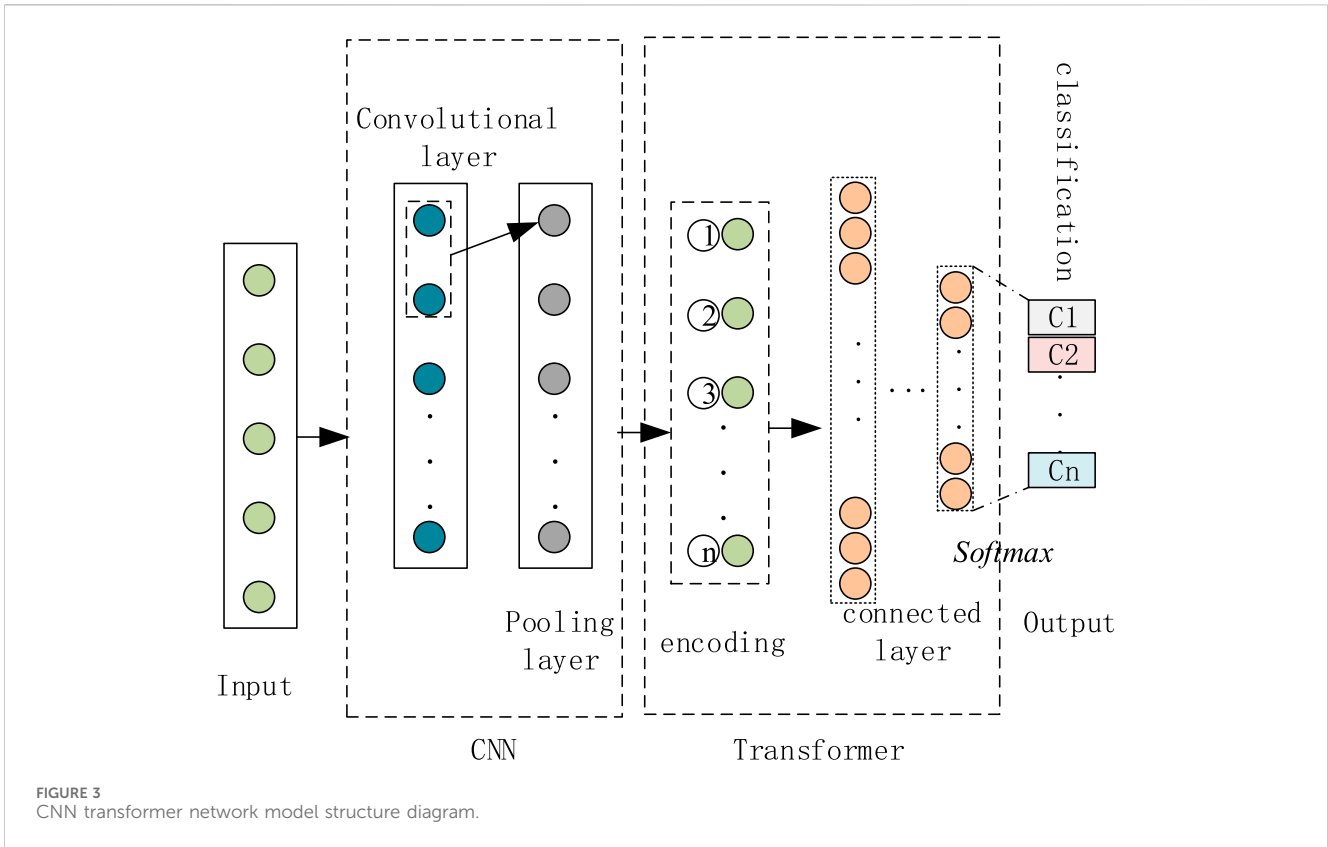 classification
Convolutional
layer
1
2
3
n
C1
C2
Cn
Softmax
connected
layer
Pooling
layer
encoding
Output
Input
CNN
Transformer
FIGURE 3
CNN transformer network model structure diagram.